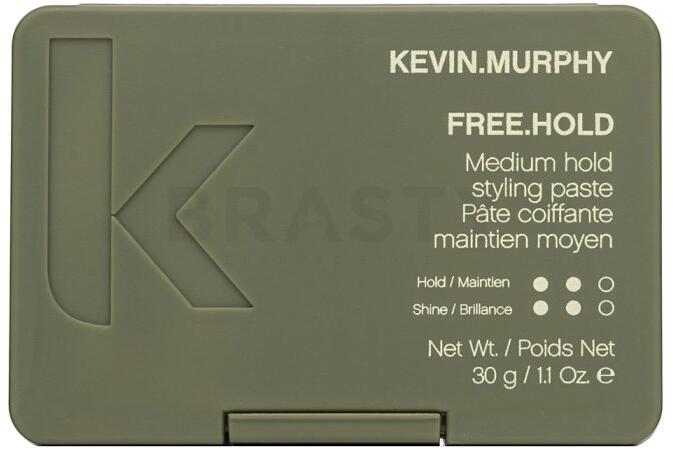 KEVIN.MURPHY
FREE.HOLD
Medium hold
styling paste
Pâte coiffante
maintien moyen
Hold / Maintien
Shine / Brillance
Net Wt. / Poids Net
30 g / 1.1 Oz. ℮
K
BRASTY